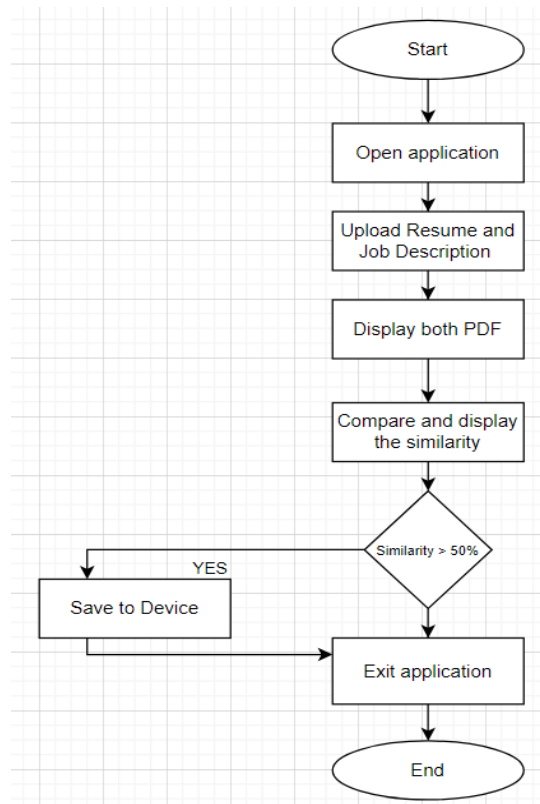 Start
Open application
Upload Resume and
Job Description
Display both PDF
Compare and display
the similarity
Similarity > 50%
YES
Save to Device
Exit application
End